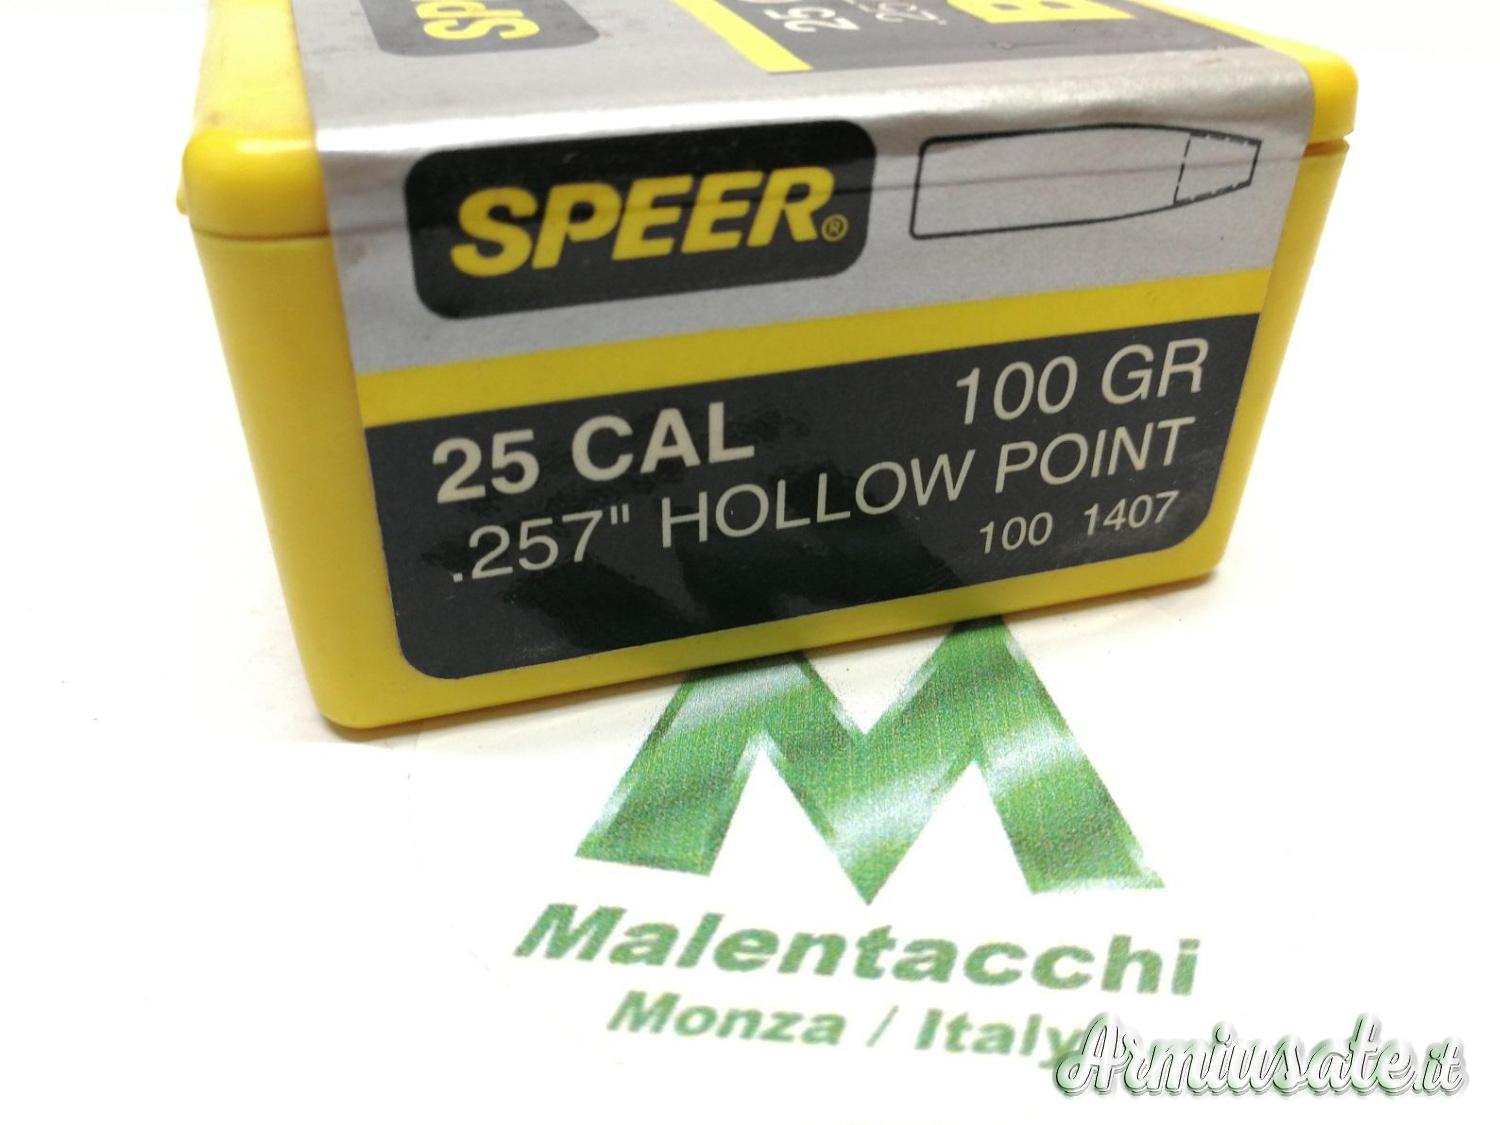 SPEER®
25 CAL
100 GR
.257" HOLLOW POINT
100 1407
Malentacchi
Monza / Italy
Armiusate.it